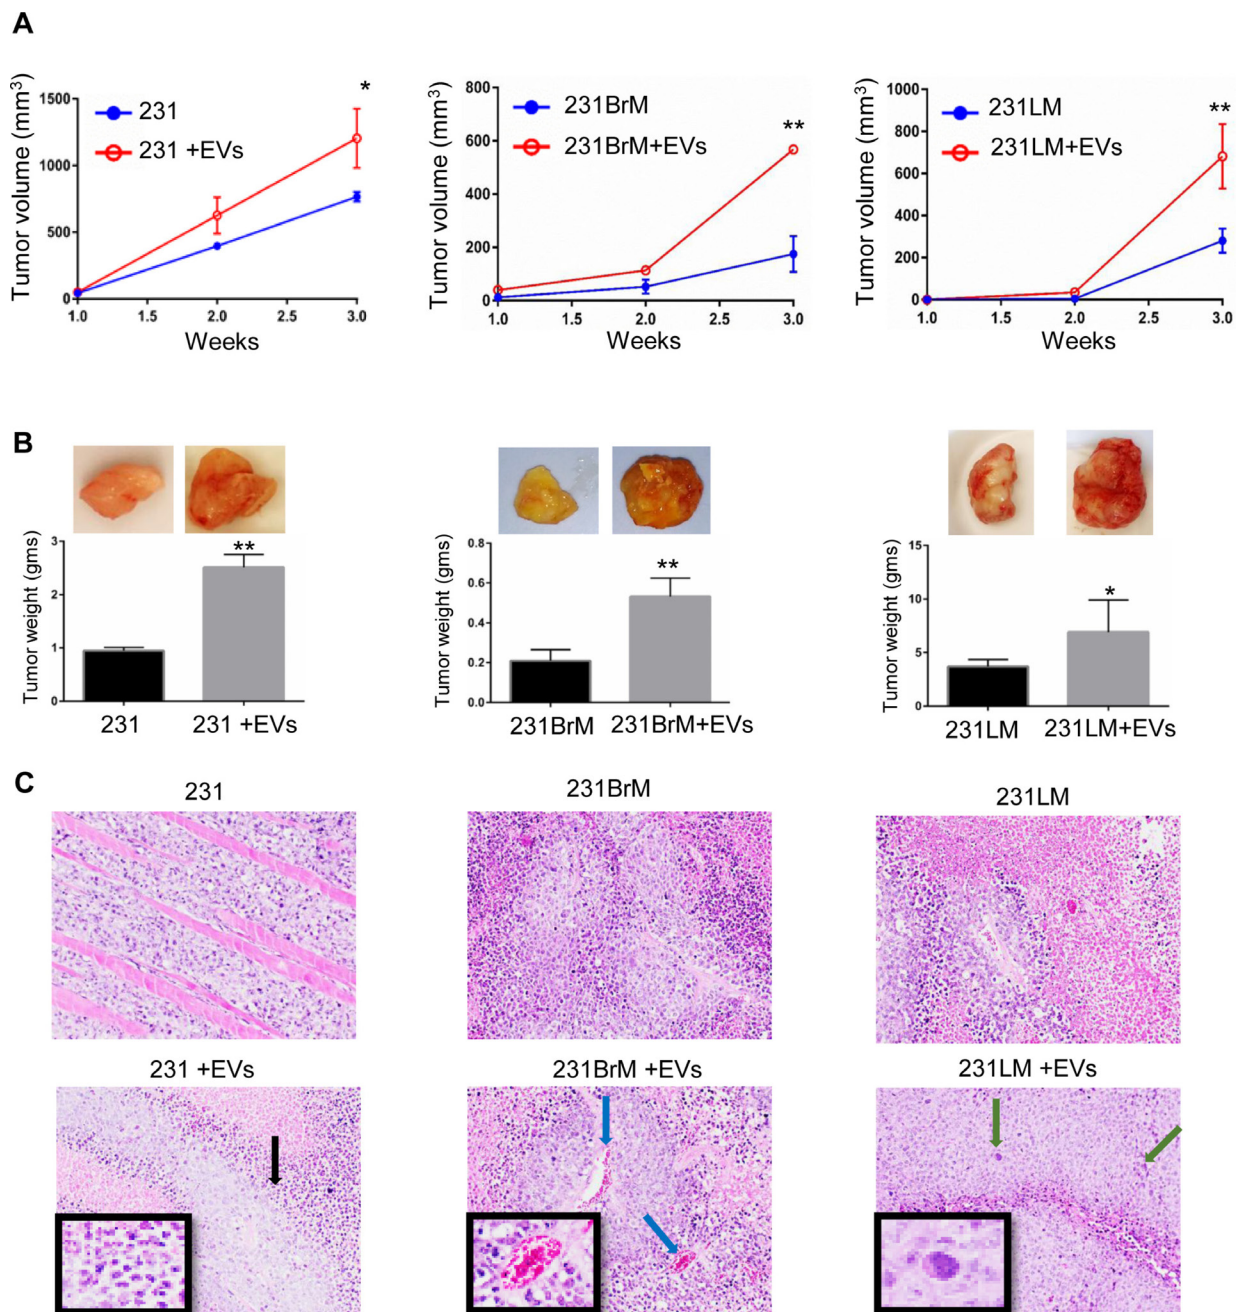 A
Tumor volume (mm³)
1500
1000
500
0
1.0
1.5
2.0
2.5
3.0
Weeks
231
231 +EVs
*
Tumor volume (mm³)
800
600
400
200
0
1.0
1.5
2.0
2.5
3.0
Weeks
231BrM
231BrM+EVs
**
Tumor volume (mm³)
1000
800
600
400
200
0
1.0
1.5
2.0
2.5
3.0
Weeks
231LM
231LM+EVs
**
B
Tumor weight (gms)
3
2
1
0
**
231
231 +EVs
Tumor weight (gms)
0.8
0.6
0.4
0.2
0.0
**
231BrM
231BrM+EVs
Tumor weight (gms)
15
10
5
0
*
231LM
231LM+EVs
C
231
231BrM
231LM
231 +EVs
231BrM +EVs
231LM +EVs